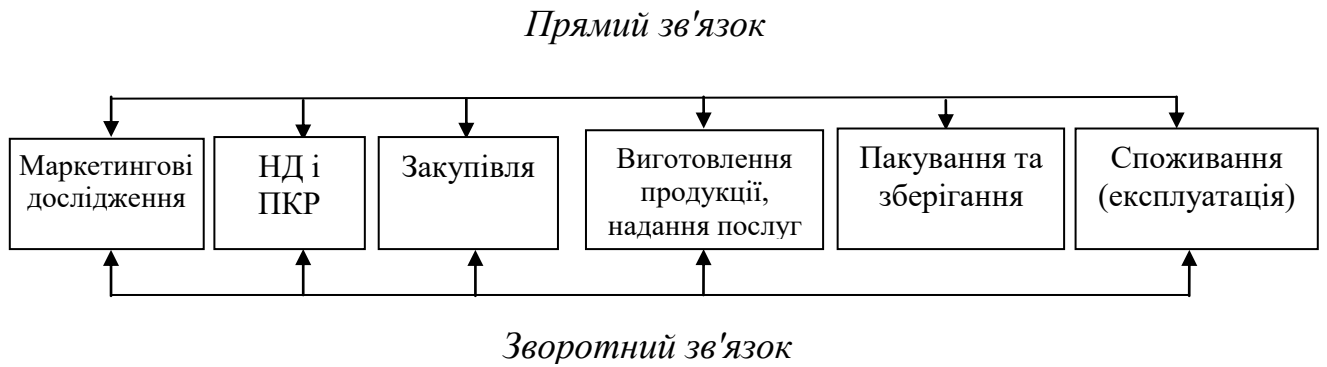 Прямий зв'язок
Маркетингові
дослідження
НД і
ПКР
Закупівля
Виготовлення
продукції,
надання послуг
Пакування та
зберігання
Споживання
(експлуатація)
Зворотний зв'язок